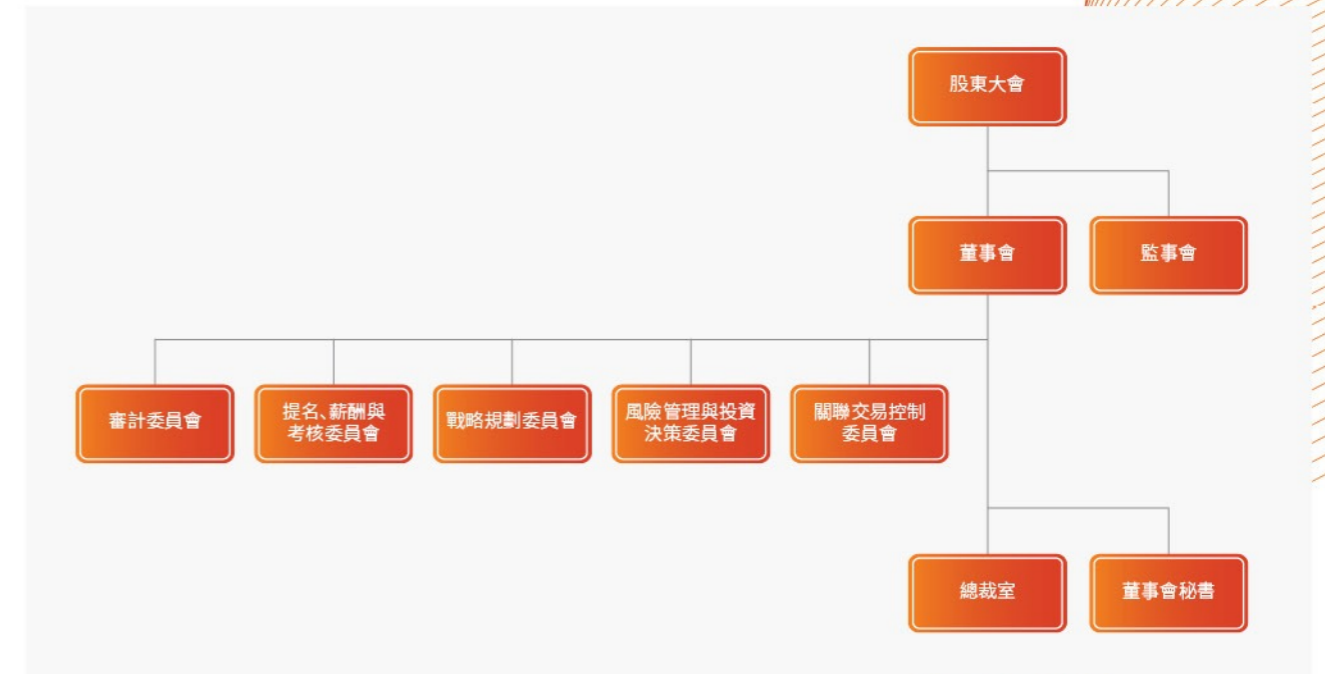 股東大會
董事會
監事會
審計委員會
提名、薪酬與
考核委員會
戰略規劃委員會
風險管理與投資
決策委員會
關聯交易控制
委員會
總裁室
董事會秘書